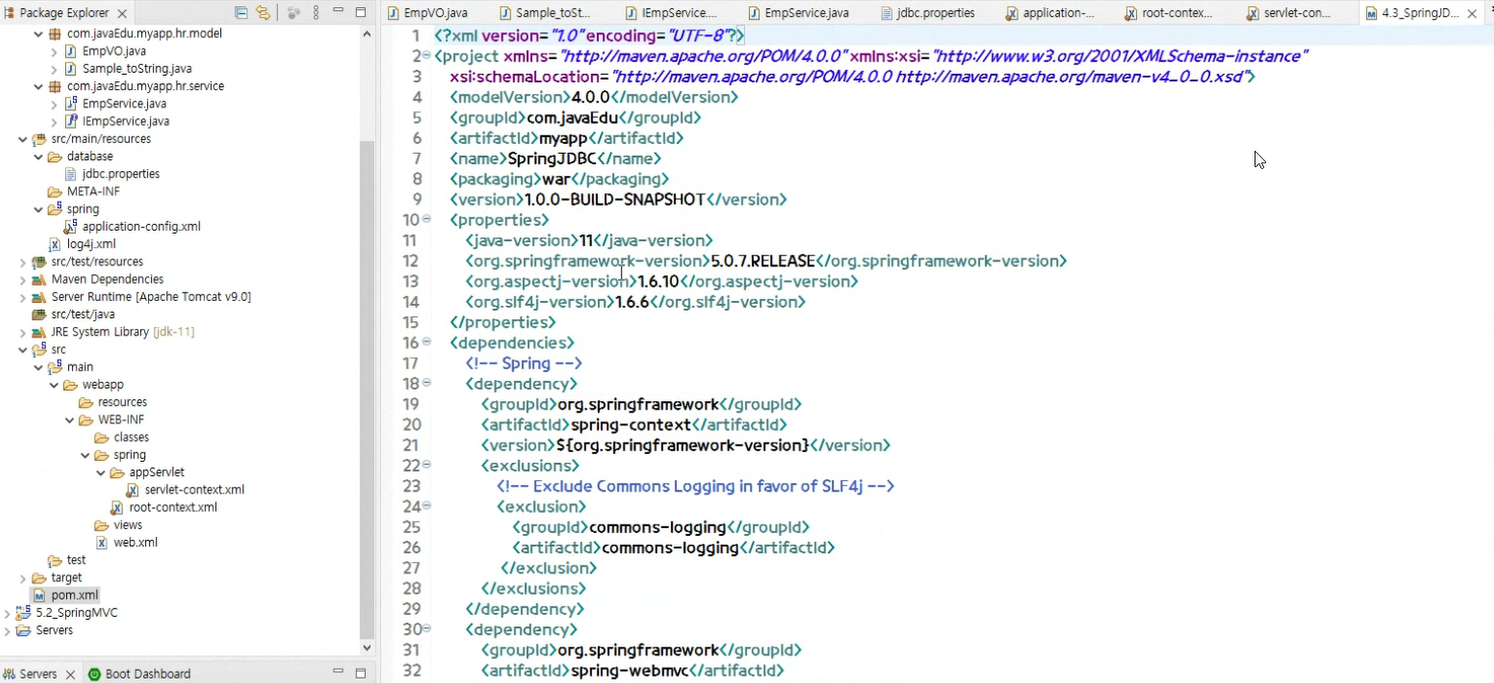 Package Explorer
com.javaEdu.myapp.hr.model
EmpVO.java
Sample_toString.java
com.javaEdu.myapp.hr.service
EmpService.java
IEmpService.java
src/main/resources
database
jdbc.properties
META-INF
spring
application-config.xml
log4j.xml
src/test/resources
Maven Dependencies
Server Runtime [Apache Tomcat v9.0]
src/test/java
JRE System Library [jdk-11]
src
main
webapp
resources
WEB-INF
classes
spring
appServlet
servlet-context.xml
root-context.xml
views
web.xml
test
target
pom.xml
5.2_SpringMVC
Servers
Servers
Boot Dashboard
EmpVO.java
Sample_toSt...
IEmpService....
EmpService.java
jdbc.properties
application-...
root-contex...
servlet-con...
4.3_SpringJD...
1 <?xml version="1.0" encoding="UTF-8"?>
2 <project xmlns="http://maven.apache.org/POM/4.0.0" xmlns:xsi="http://www.w3.org/2001/XMLSchema-instance"
3 xsi:schemaLocation="http://maven.apache.org/POM/4.0.0 http://maven.apache.org/maven-v4_0_0.xsd">
4 <modelVersion>4.0.0</modelVersion>
5 <groupId>com.javaEdu</groupId>
6 <artifactId>myapp</artifactId>
7 <name>SpringJDBC</name>
8 <packaging>war</packaging>
9 <version>1.0.0-BUILD-SNAPSHOT</version>
10 <properties>
11 <java-version>11</java-version>
12 <org.springframework-version>5.0.7.RELEASE</org.springframework-version>
13 <org.aspectj-version>1.6.10</org.aspectj-version>
14 <org.slf4j-version>1.6.6</org.slf4j-version>
15 </properties>
16 <dependencies>
17 <!-- Spring -->
18 <dependency>
19 <groupId>org.springframework</groupId>
20 <artifactId>spring-context</artifactId>
21 <version>${org.springframework-version}</version>
22 <exclusions>
23 <!-- Exclude Commons Logging in favor of SLF4j -->
24 <exclusion>
25 <groupId>commons-logging</groupId>
26 <artifactId>commons-logging</artifactId>
27 </exclusion>
28 </exclusions>
29 </dependency>
30 <dependency>
31 <groupId>org.springframework</groupId>
32 <artifactId>spring-webmvc</artifactId>